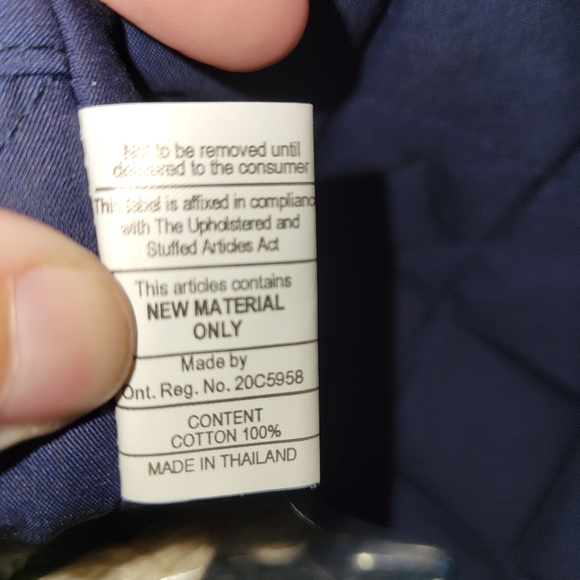 Not to be removed until
delivered to the consumer
This label is affixed in complianc
with The Upholstered and
Stuffed Articles Act
This articles contains
NEW MATERIAL
ONLY
Made by
Ont. Reg. No. 20C5958
CONTENT
COTTON 100%
MADE IN THAILAND